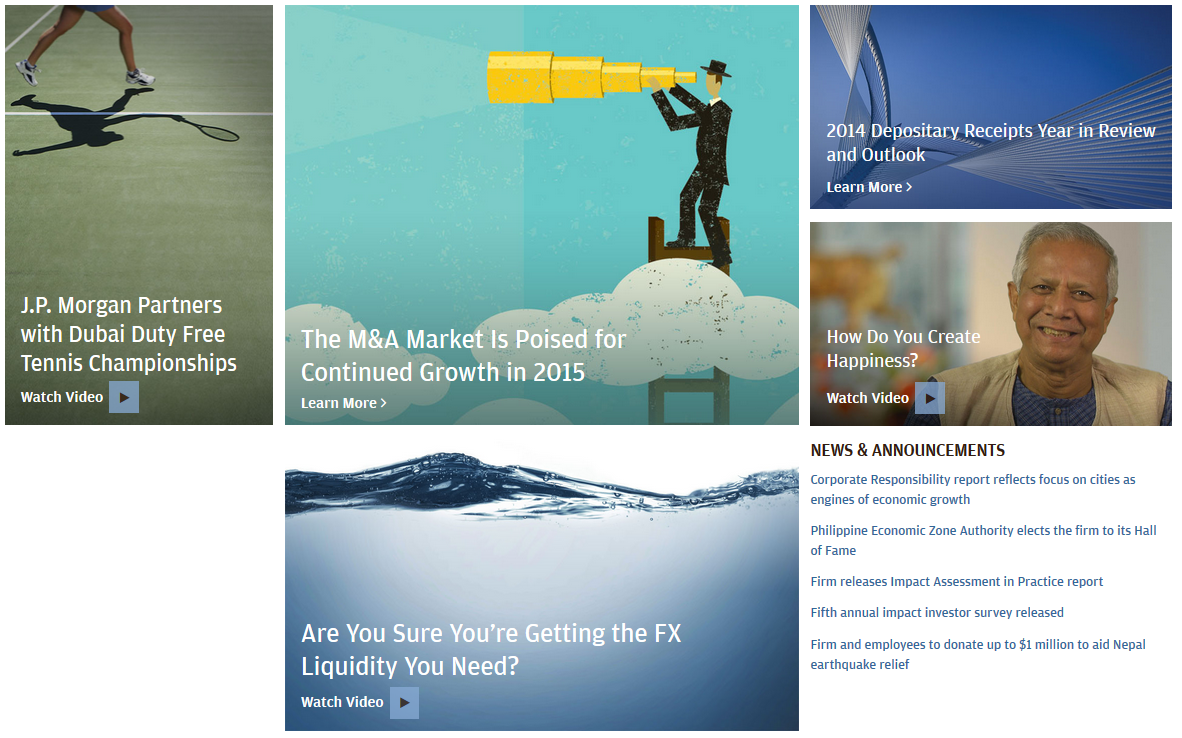 J.P. Morgan Partners
with Dubai Duty Free
Tennis Championships
Watch Video
The M&A Market Is Poised for
Continued Growth in 2015
Learn More >
Are You Sure You’re Getting the FX
Liquidity You Need?
Watch Video
2014 Depositary Receipts Year in Review
and Outlook
Learn More >
How Do You Create
Happiness?
Watch Video
NEWS & ANNOUNCEMENTS
Corporate Responsibility report reflects focus on cities as
engines of economic growth
Philippine Economic Zone Authority elects the firm to its Hall
of Fame
Firm releases Impact Assessment in Practice report
Fifth annual impact investor survey released
Firm and employees to donate up to $1 million to aid Nepal
earthquake relief